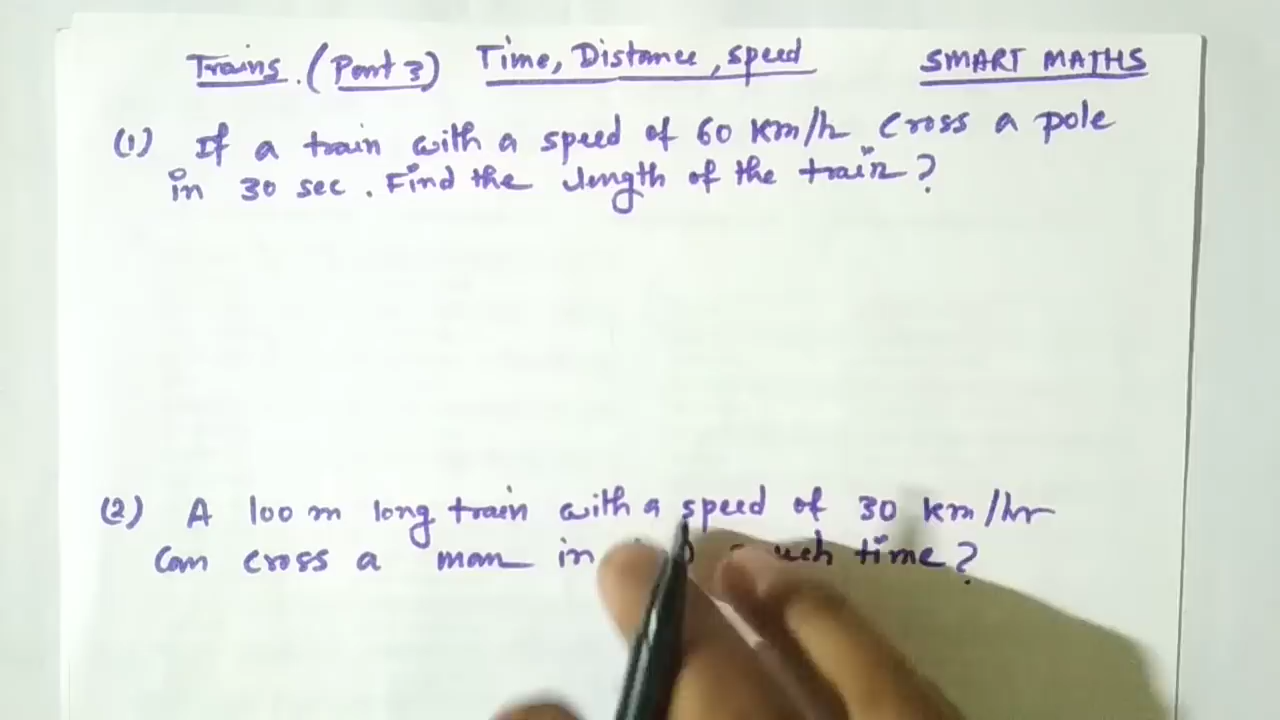 Trains. (Part 3) Time, Distance, speed SMART MATHS
(1) If a train with a speed of 60 km/h cross a pole
in 30 sec. Find the length of the train?
(2) A 100 m long train with a speed of 30 km/hr
Can cross a man in time?